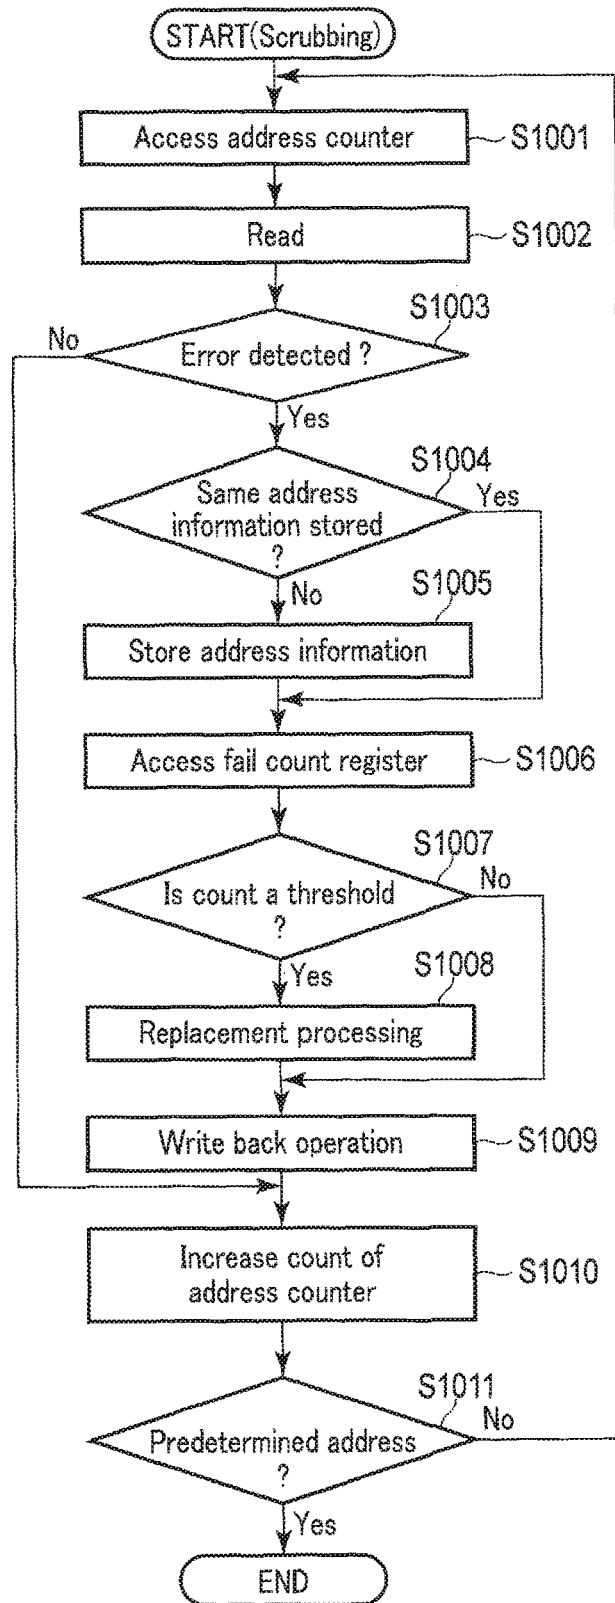 START(Scrubbing)
Access address counter
S1001
Read
S1002
S1003
No
Error detected ?
Yes
S1004
Same address
information stored
?
Yes
No
S1005
Store address information
Access fail count register
S1006
S1007
Is count a threshold
?
No
Yes
S1008
Replacement processing
Write back operation
S1009
Increase count of
address counter
S1010
S1011
Predetermined address
?
No
Yes
END